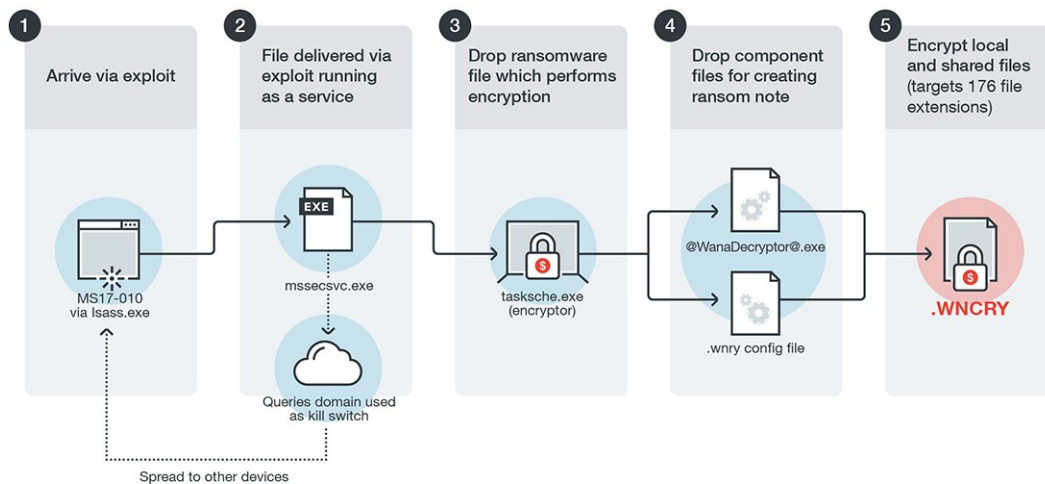 1
Arrive via exploit
MS17-010
via lsass.exe
2
File delivered via
exploit running
as a service
EXE
mssecsvc.exe
Queries domain used
as kill switch
Spread to other devices
3
Drop ransomware
file which performs
encryption
$
tasksche.exe
(encryptor)
4
Drop component
files for creating
ransom note
@WanaDecryptor@.exe
.wnry config file
5
Encrypt local
and shared files
(targets 176 file
extensions)
$
.WNCRY